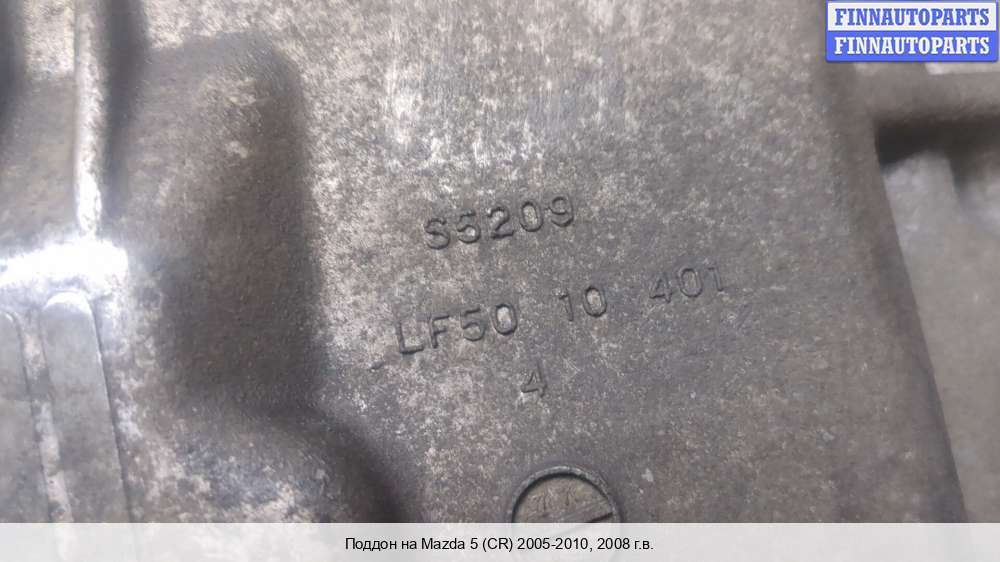 FINNAUTOPARTS
FINNAUTOPARTS
S5209
LF50 10 401
4
Поддон на Mazda 5 (CR) 2005-2010, 2008 г.в.